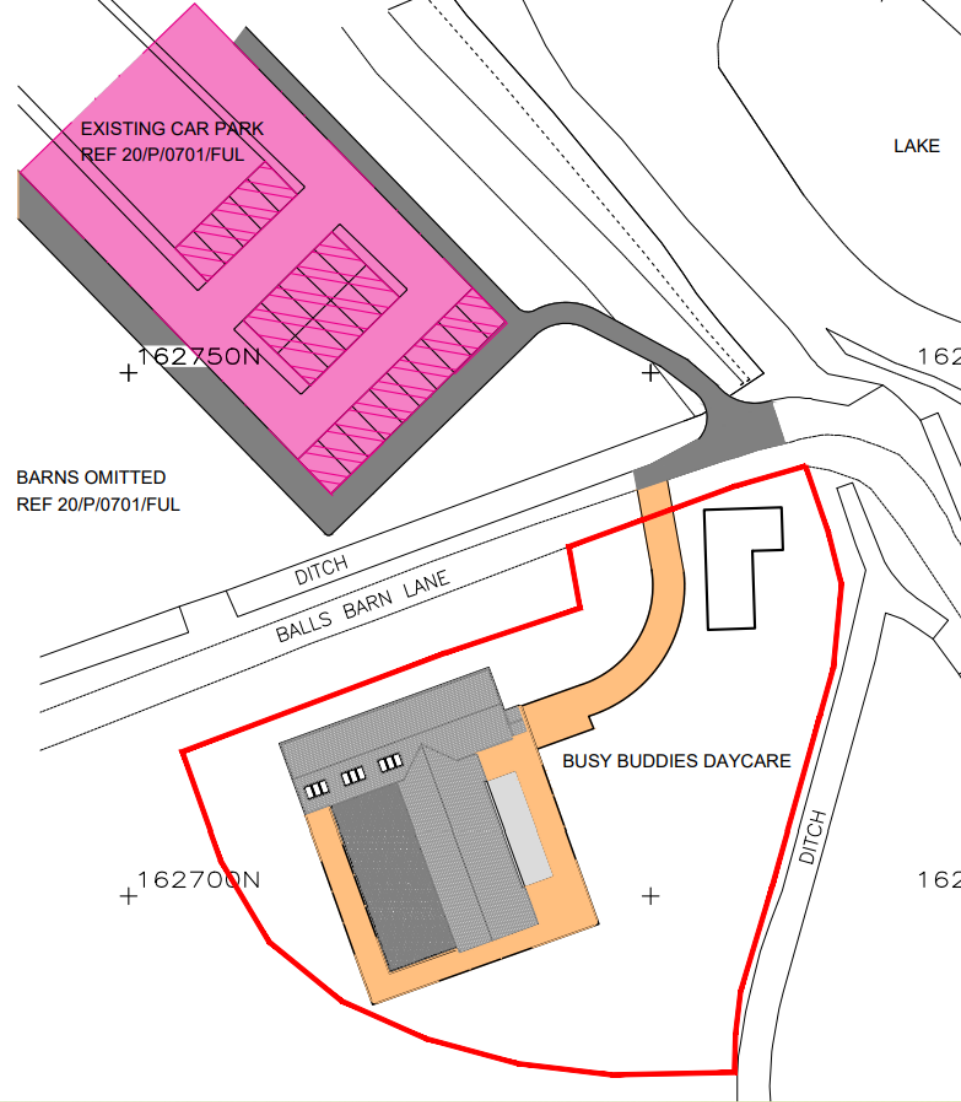 EXISTING CAR PARK
REF 20/P/0701/FUL
LAKE
162750N
162
BARNS OMITTED
REF 20/P/0701/FUL
DITCH
BALLS BARN LANE
BUSY BUDDIES DAYCARE
DITCH
162700N
162